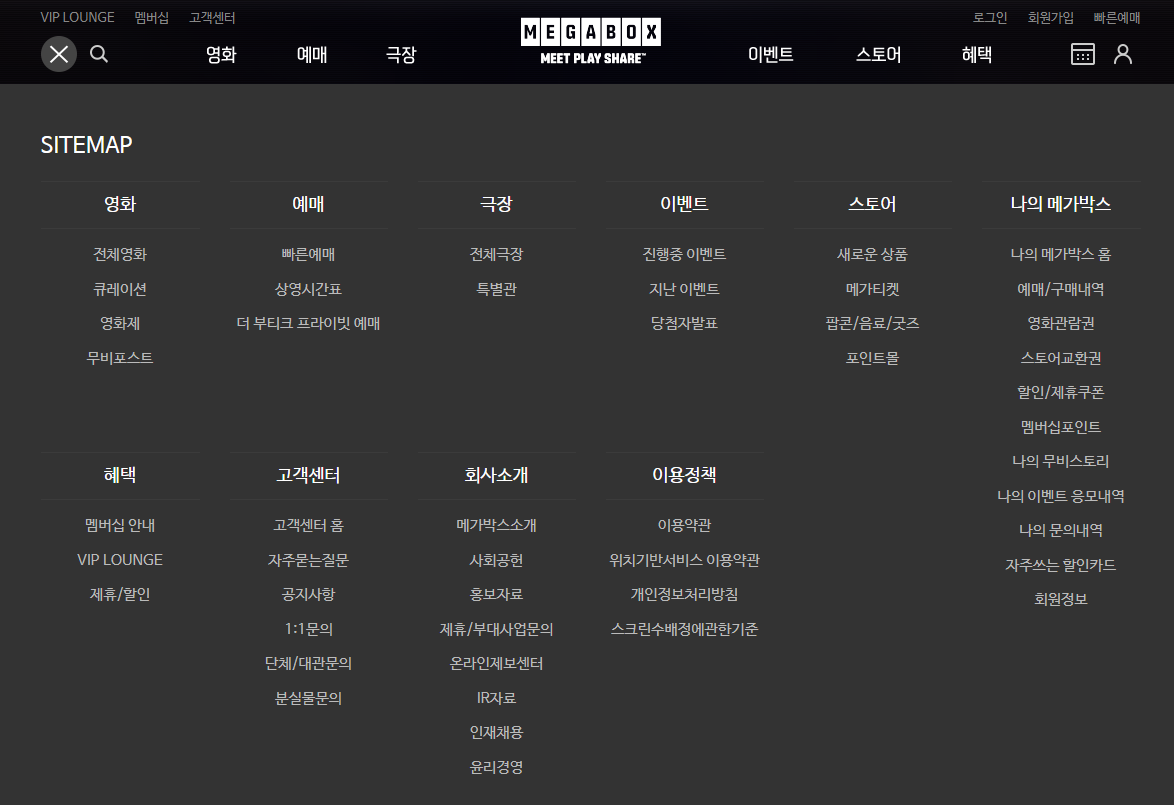 VIP LOUNGE 멤버십 고객센터
로그인 회원가입 빠른예매
영화 예매 극장
MEGABOX
MEET PLAY SHARE™
이벤트 스토어 혜택
SITEMAP
영화
전체영화
큐레이션
영화제
무비포스트
예매
빠른예매
상영시간표
더 부티크 프라이빗 예매
극장
전체극장
특별관
이벤트
진행중 이벤트
지난 이벤트
당첨자발표
스토어
새로운 상품
메가티켓
팝콘/음료/굿즈
포인트몰
나의 메가박스
나의 메가박스 홈
예매/구매내역
영화관람권
스토어교환권
할인/제휴쿠폰
멤버십포인트
나의 무비스토리
나의 이벤트 응모내역
나의 문의내역
자주쓰는 할인카드
회원정보
혜택
멤버십 안내
VIP LOUNGE
제휴/할인
고객센터
고객센터 홈
자주묻는질문
공지사항
1:1문의
단체/대관문의
분실물문의
회사소개
메가박스소개
사회공헌
홍보자료
제휴/부대사업문의
온라인제보센터
IR자료
인재채용
윤리경영
이용정책
이용약관
위치기반서비스 이용약관
개인정보처리방침
스크린수배정에관한기준